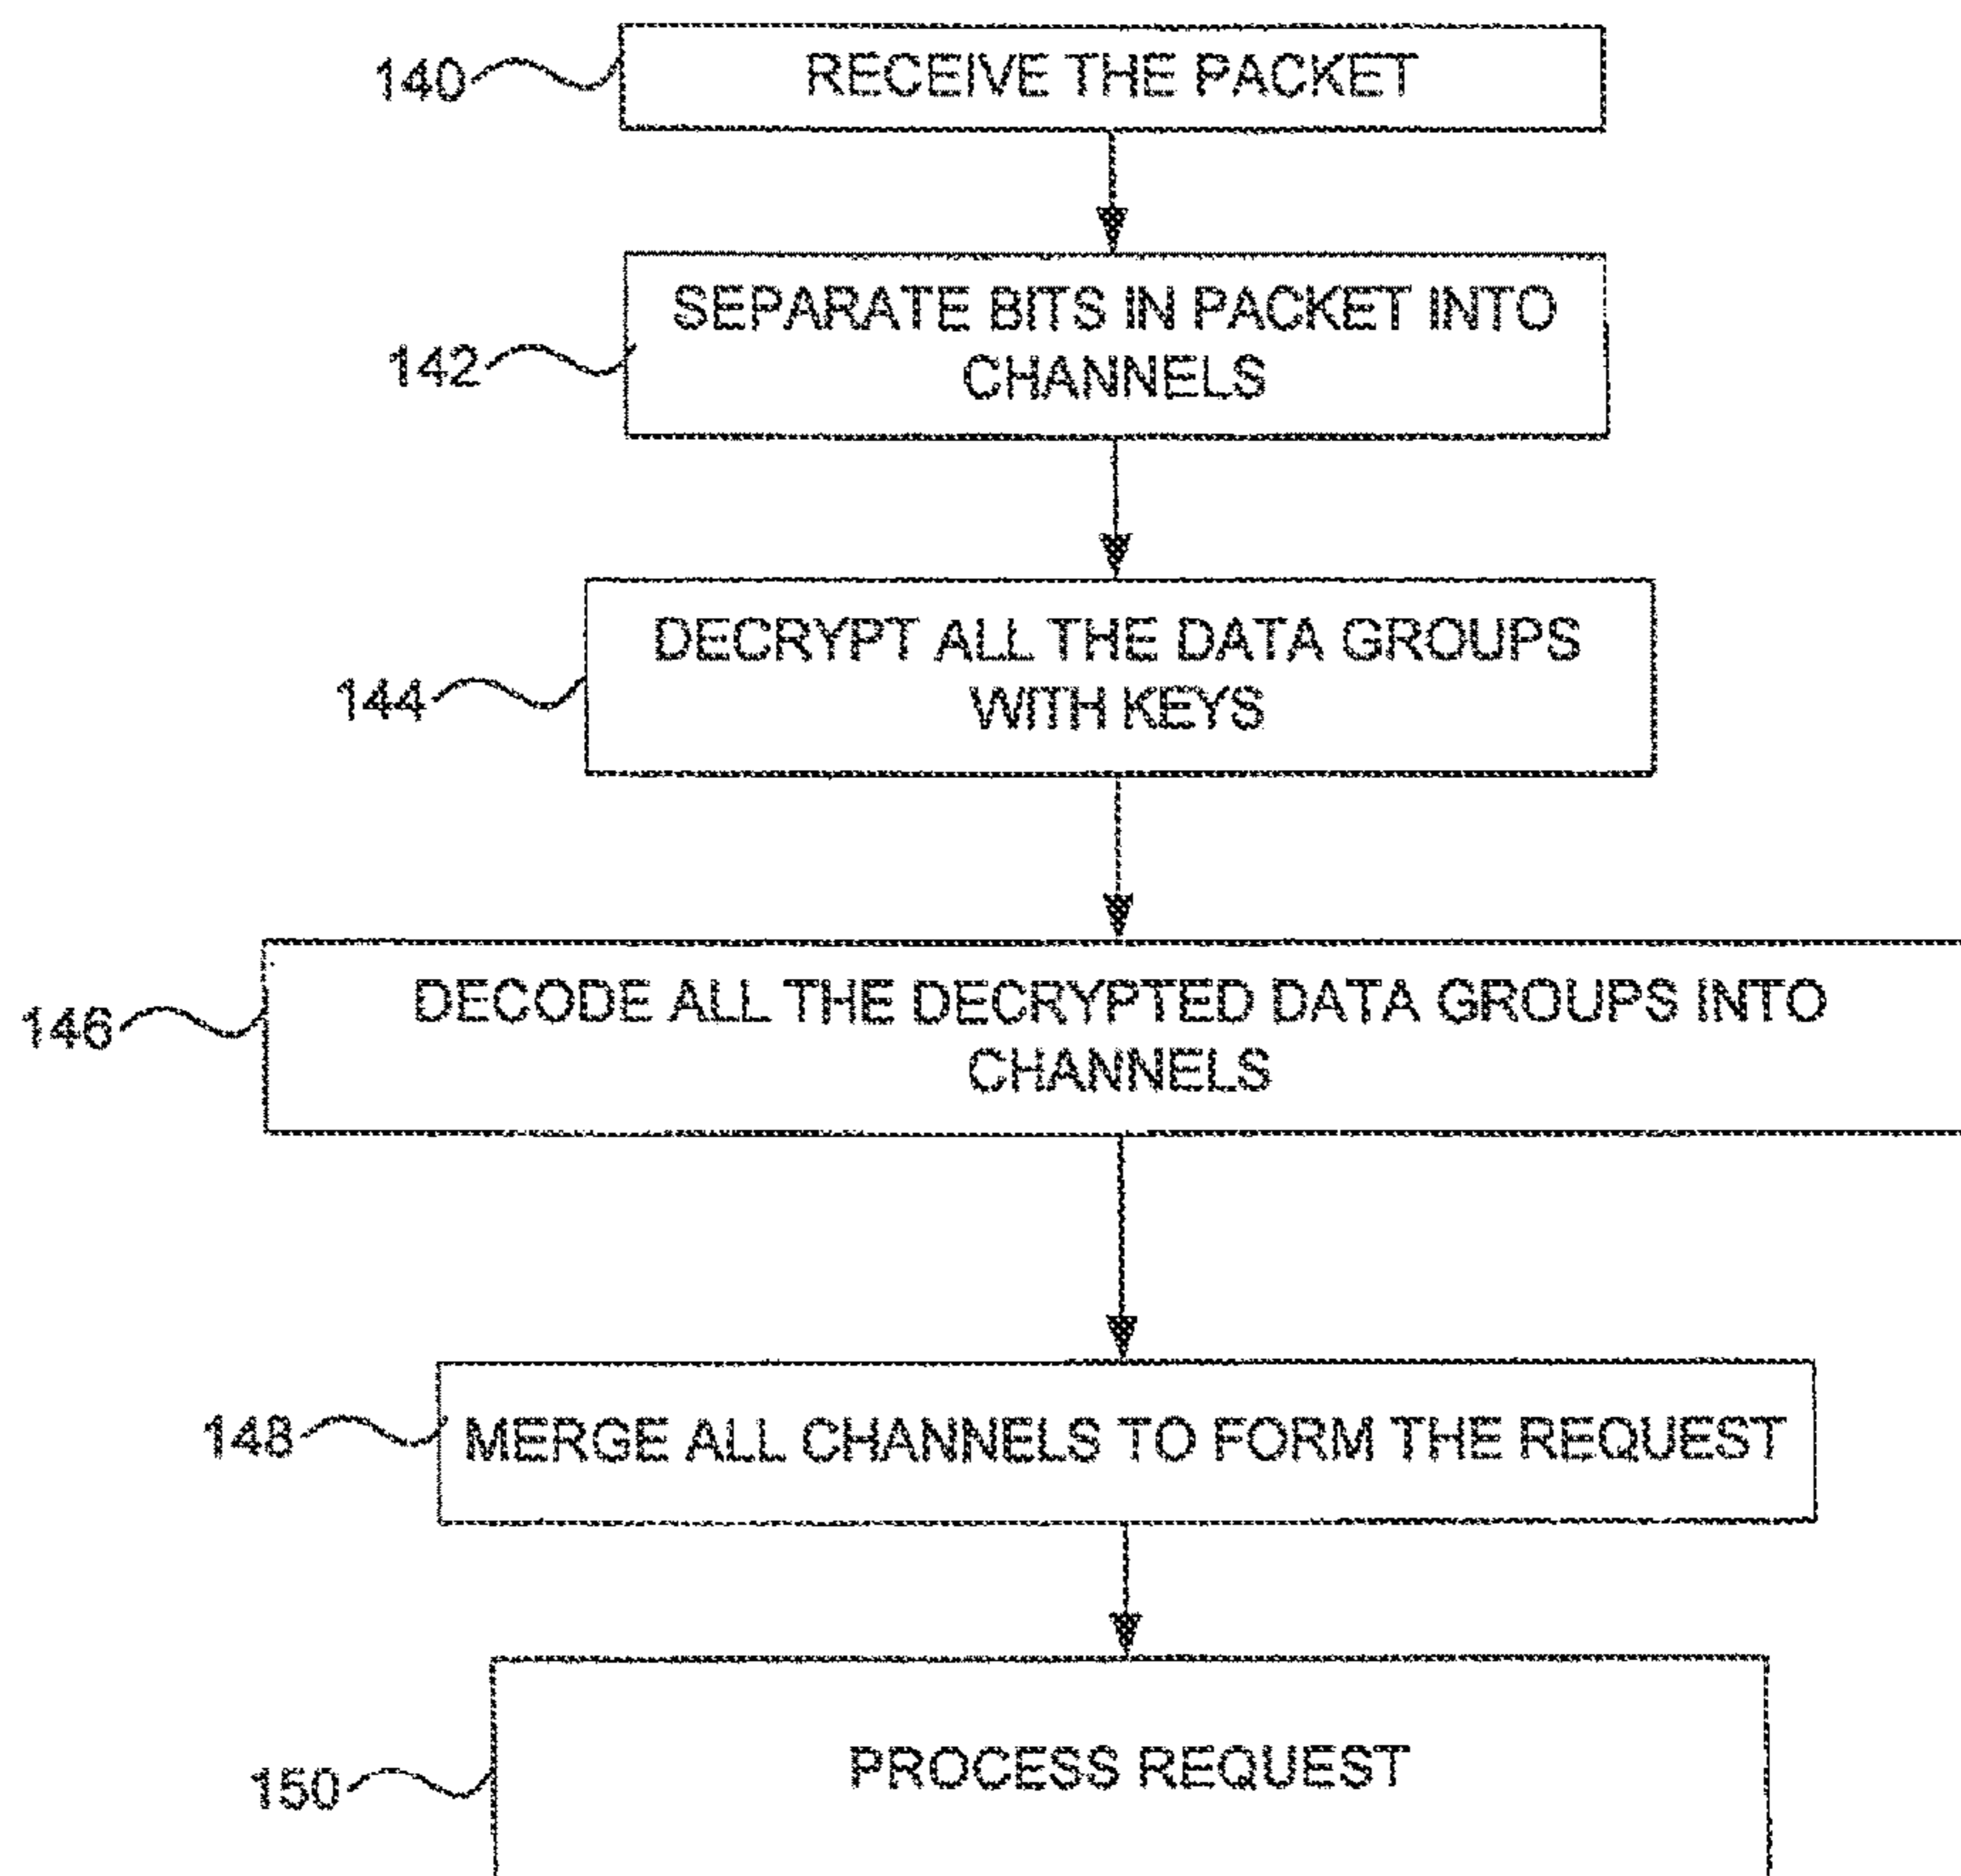 140
RECEIVE THE PACKET
142
SEPARATE BITS IN PACKET INTO
CHANNELS
144
DECRYPT ALL THE DATA GROUPS
WITH KEYS
146
DECODE ALL THE DECRYPTED DATA GROUPS INTO
CHANNELS
148
MERGE ALL CHANNELS TO FORM THE REQUEST
150
PROCESS REQUEST